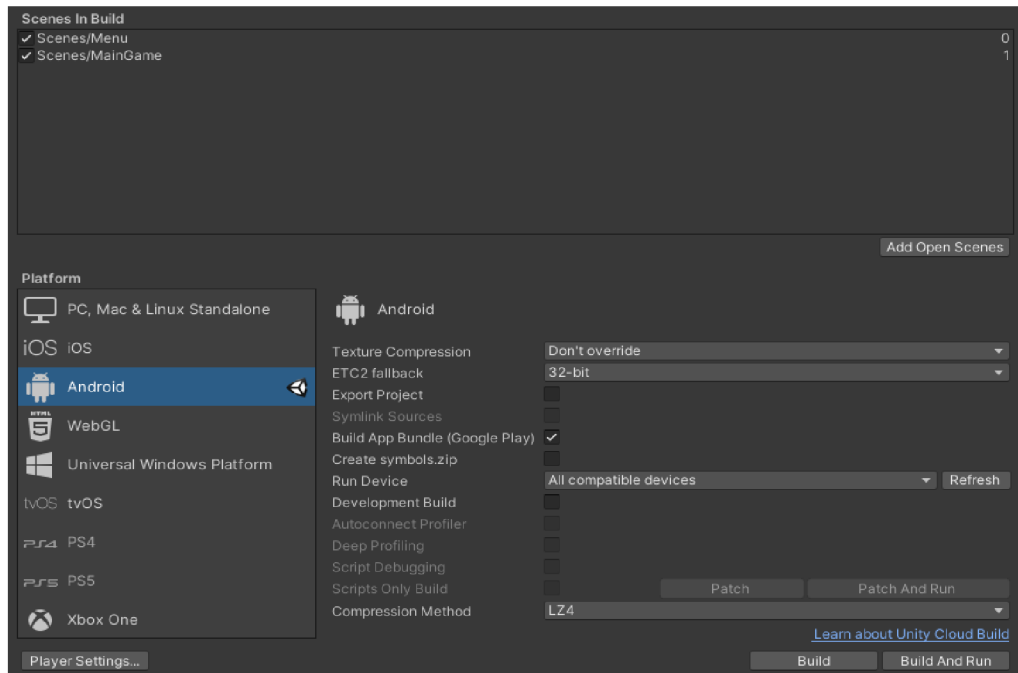 Scenes In Build
Scenes/Menu 0
Scenes/MainGame 1
Add Open Scenes
Platform
PC, Mac & Linux Standalone
iOS iOS
Android
HTML 5 WebGL
Universal Windows Platform
tvOS tvOS
PS4 PS4
PS5 PS5
Xbox One
Android
Texture Compression Don't override
ETC2 fallback 32-bit
Export Project
Symlink Sources
Build App Bundle (Google Play)
Create symbols.zip
Run Device All compatible devices Refresh
Development Build
Autoconnect Profiler
Deep Profiling
Script Debugging
Scripts Only Build Patch Patch And Run
Compression Method LZ4
Learn about Unity Cloud Build
Player Settings... Build Build And Run